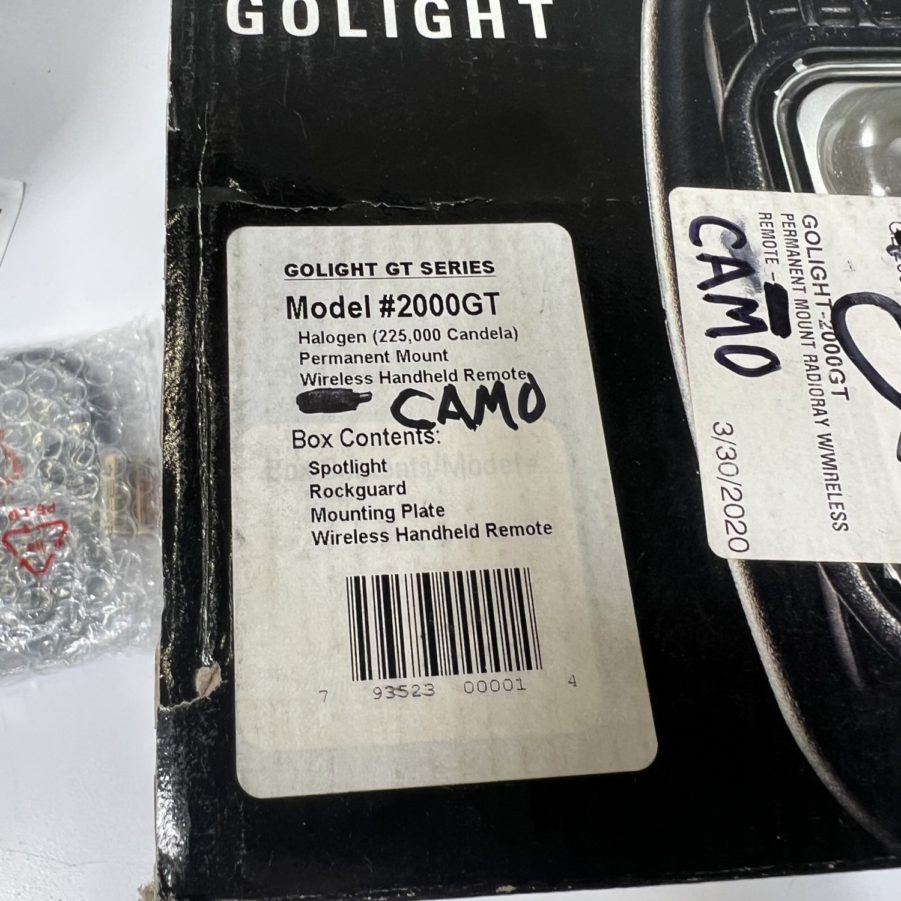 GOLIGHT
GOLIGHT GT SERIES
Model #2000GT
Halogen (225,000 Candela)
Permanent Mount
Wireless Handheld Remote
CAMO
Box Contents:
Spotlight
Rockguard
Mounting Plate
Wireless Handheld Remote
7 93523 00001 4
GOLIGHT-2000GT
PERMANENT MOUNT RADIORAY W/WIRELESS
REMOTE -
CAMO
3/30/2020